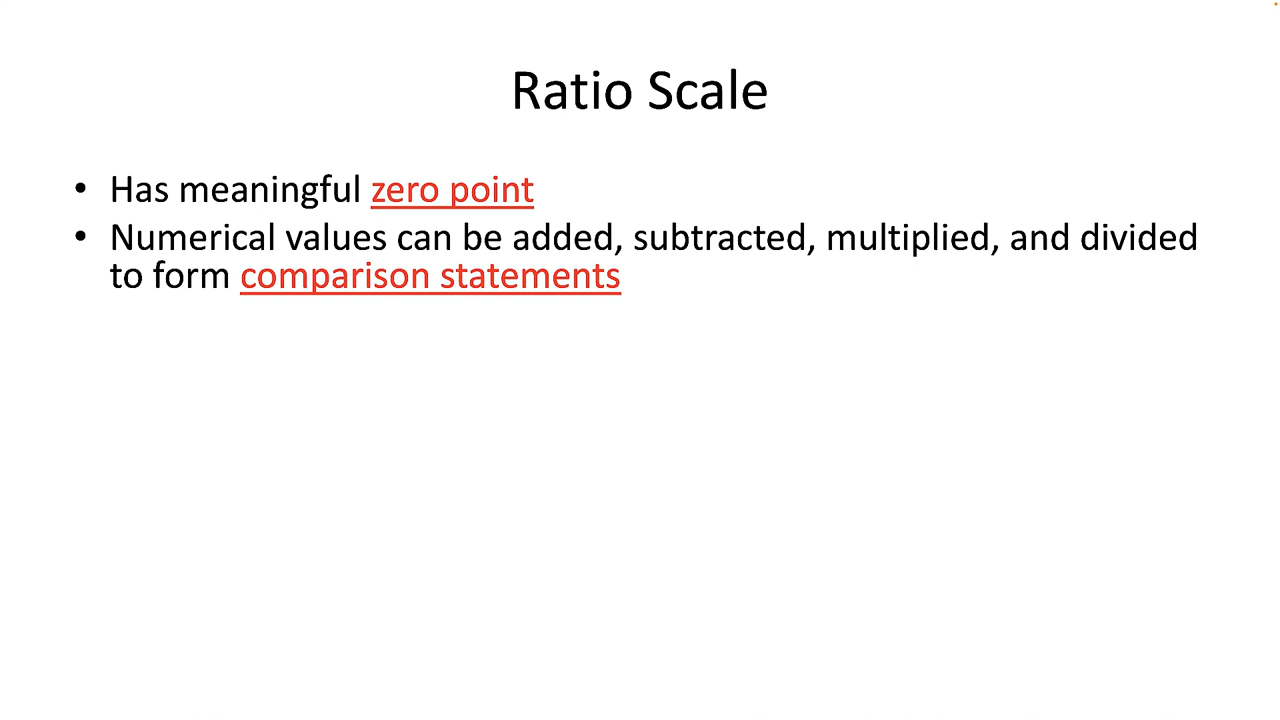 Ratio Scale
• Has meaningful zero point
• Numerical values can be added, subtracted, multiplied, and divided
to form comparison statements